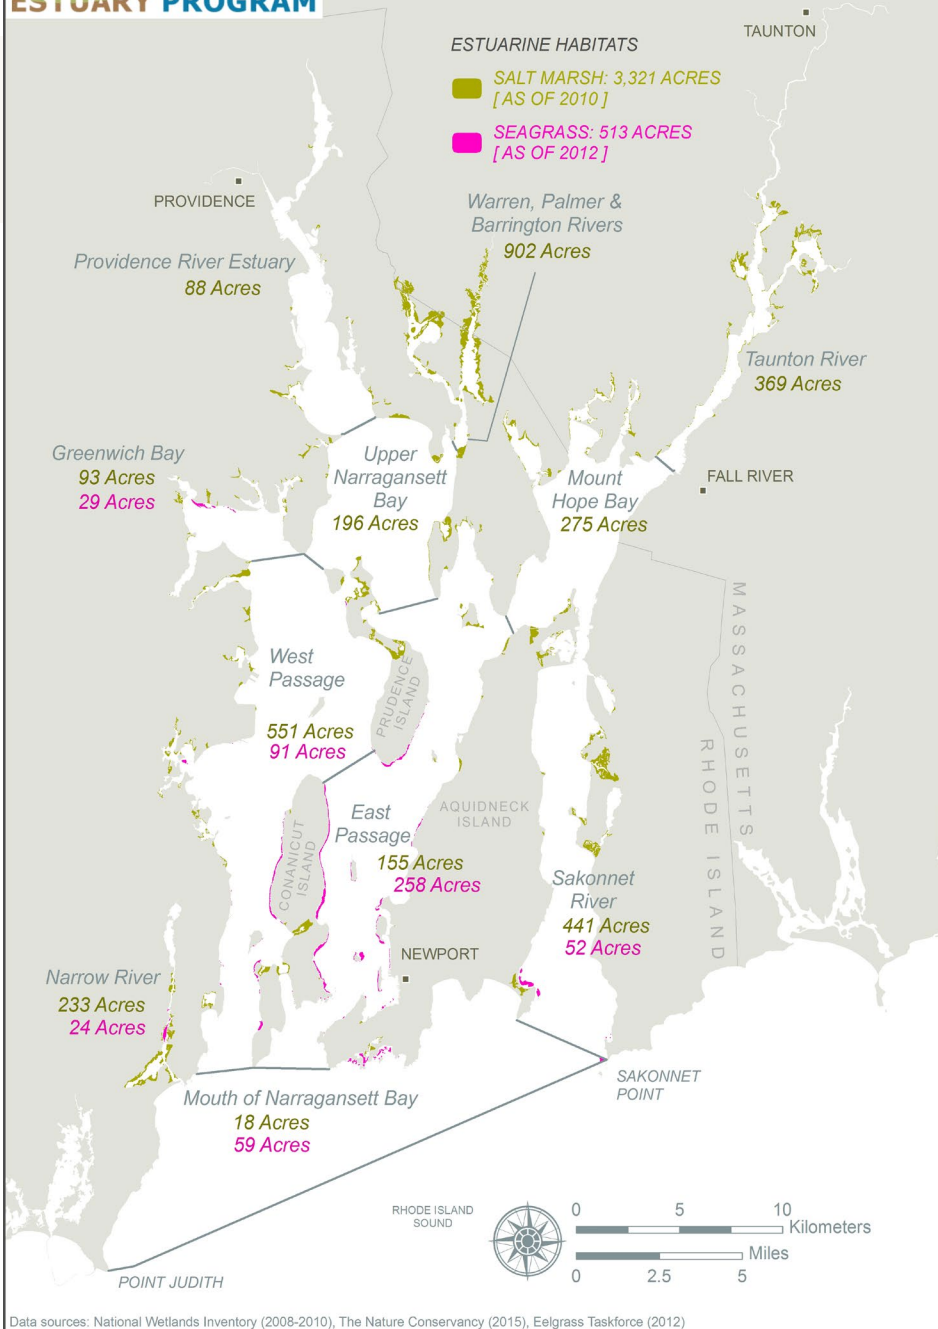 ESTUARY PROGRAM
TAUNTON
ESTUARINE HABITATS
SALT MARSH: 3,321 ACRES
[ AS OF 2010 ]
SEAGRASS: 513 ACRES
[ AS OF 2012 ]
PROVIDENCE
Warren, Palmer &
Barrington Rivers
902 Acres
Providence River Estuary
88 Acres
Taunton River
369 Acres
Greenwich Bay
93 Acres
29 Acres
Upper
Narragansett
Bay
196 Acres
Mount
Hope Bay
275 Acres
FALL RIVER
MASSACHUSETTS
RHODE ISLAND
West
Passage
551 Acres
91 Acres
PRUDENCE
ISLAND
AQUIDNECK
ISLAND
East
Passage
155 Acres
258 Acres
CONANICUT
ISLAND
Sakonnet
River
441 Acres
52 Acres
NEWPORT
Narrow River
233 Acres
24 Acres
SAKONNET
POINT
Mouth of Narragansett Bay
18 Acres
59 Acres
RHODE ISLAND
SOUND
0 5 10
Kilometers
Miles
0 2.5 5
POINT JUDITH
Data sources: National Wetlands Inventory (2008-2010), The Nature Conservancy (2015), Eelgrass Taskforce (2012)